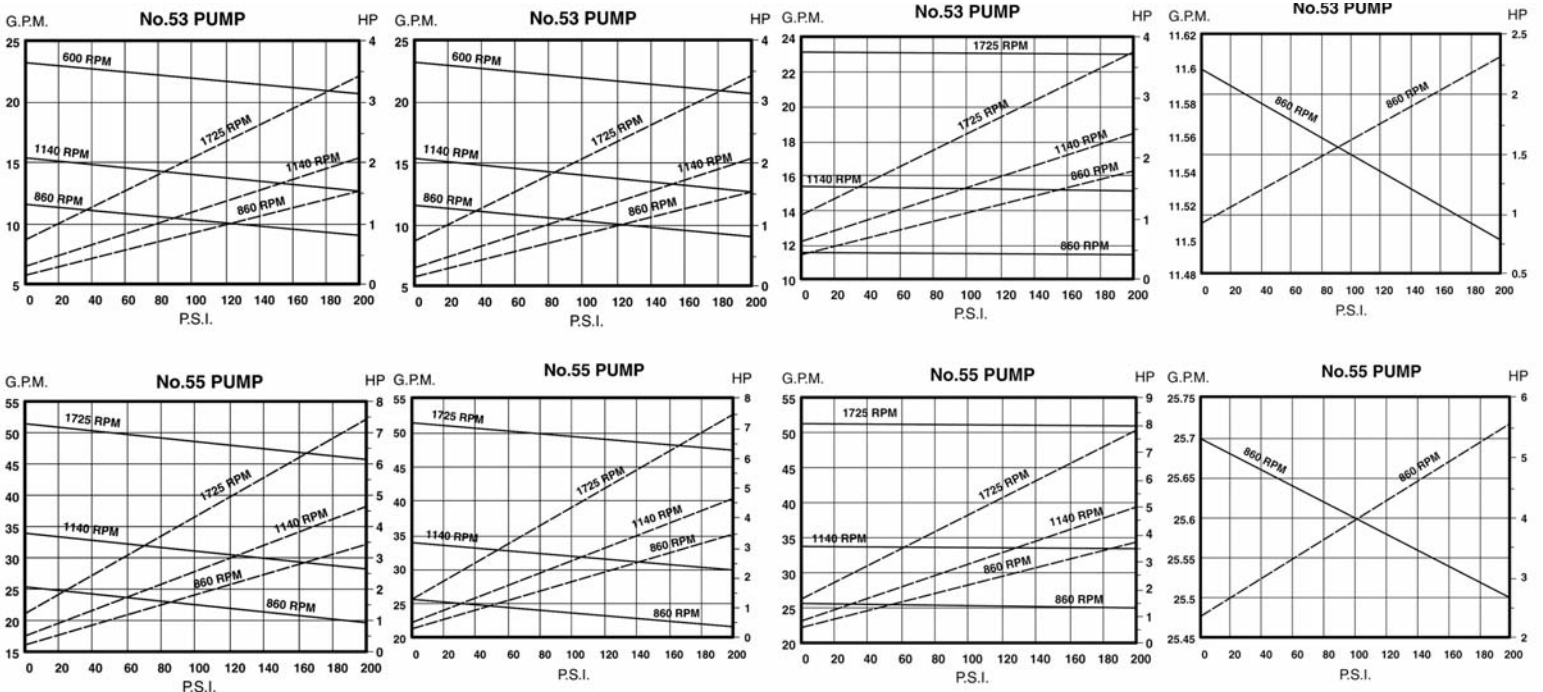 G.P.M. No.53 PUMP HP
25
20
15
10
5
600 RPM
1725 RPM
1140 RPM
1140 RPM
860 RPM
860 RPM
4
3
2
1
0
0 20 40 60 80 100 120 140 160 180 200
P.S.I.
G.P.M. No.53 PUMP HP
25
20
15
10
5
600 RPM
1725 RPM
1140 RPM
1140 RPM
860 RPM
860 RPM
4
3
2
1
0
0 20 40 60 80 100 120 140 160 180 200
P.S.I.
G.P.M. No.53 PUMP HP
24
22
20
18
16
14
12
10
1725 RPM
1725 RPM
1140 RPM
1140 RPM
860 RPM
860 RPM
4
3
2
1
0
0 20 40 60 80 100 120 140 160 180 200
P.S.I.
G.P.M. No.53 PUMP HP
11.62
11.6
11.58
11.56
11.54
11.52
11.5
11.48
860 RPM
860 RPM
2.5
2
1.5
1
0.5
0 20 40 60 80 100 120 140 160 180 200
P.S.I.
G.P.M. No.55 PUMP HP
55
50
45
40
35
30
25
20
15
1725 RPM
1725 RPM
1140 RPM
1140 RPM
860 RPM
860 RPM
8
7
6
5
4
3
2
1
0
0 20 40 60 80 100 120 140 160 180 200
P.S.I.
G.P.M. No.55 PUMP HP
55
50
45
40
35
30
25
20
1725 RPM
1725 RPM
1140 RPM
1140 RPM
860 RPM
860 RPM
8
7
6
5
4
3
2
1
0
0 20 40 60 80 100 120 140 160 180 200
P.S.I.
G.P.M. No.55 PUMP HP
55
50
45
40
35
30
25
20
1725 RPM
1725 RPM
1140 RPM
1140 RPM
860 RPM
860 RPM
9
8
7
6
5
4
3
2
1
0
0 20 40 60 80 100 120 140 160 180 200
P.S.I.
G.P.M. No.55 PUMP HP
25.75
25.7
25.65
25.6
25.5
25.5
25.45
860 RPM
860 RPM
6
5
4
3
2
0 20 40 60 80 100 120 140 160 180 200
P.S.I.